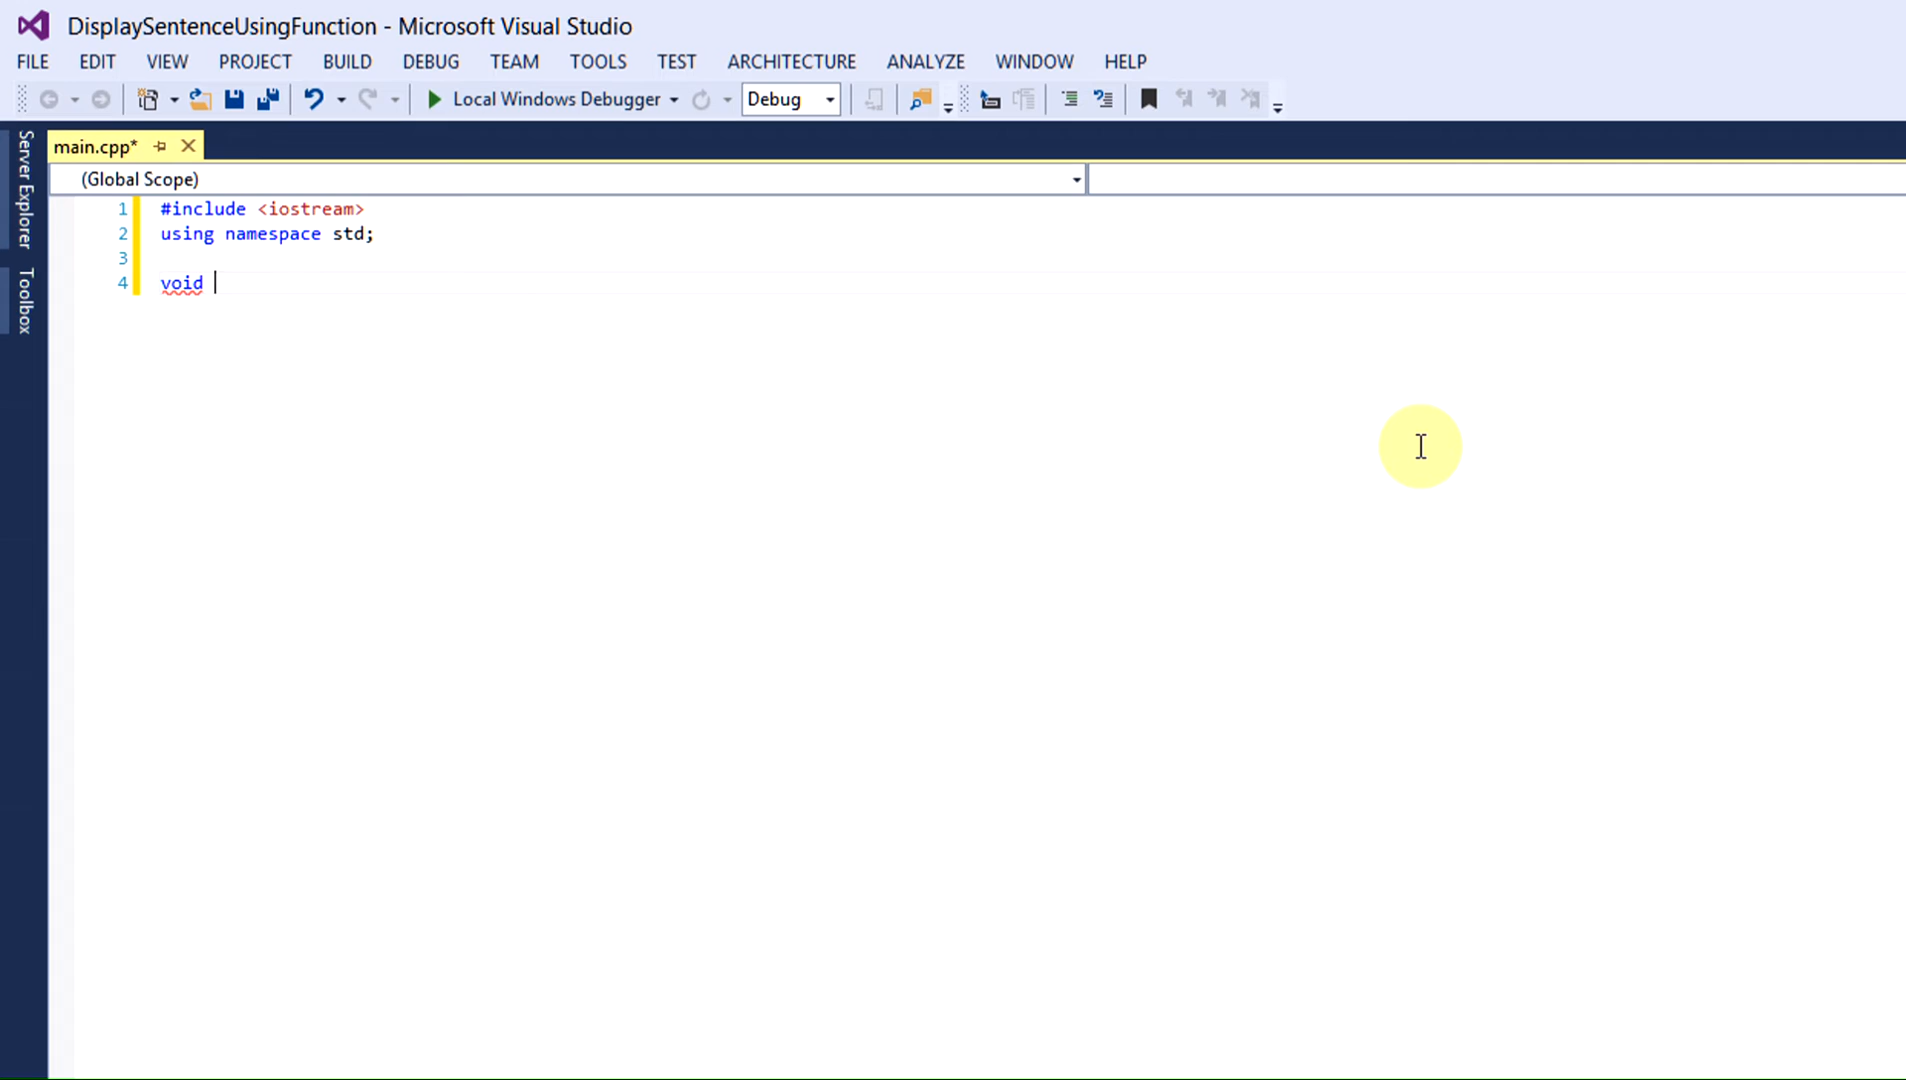 DisplaySentenceUsingFunction - Microsoft Visual Studio
FILE EDIT VIEW PROJECT BUILD DEBUG TEAM TOOLS TEST ARCHITECTURE ANALYZE WINDOW HELP
Local Windows Debugger Debug
Server Explorer
Toolbox
main.cpp*
(Global Scope)
1 #include <iostream>
2 using namespace std;
3
4 void